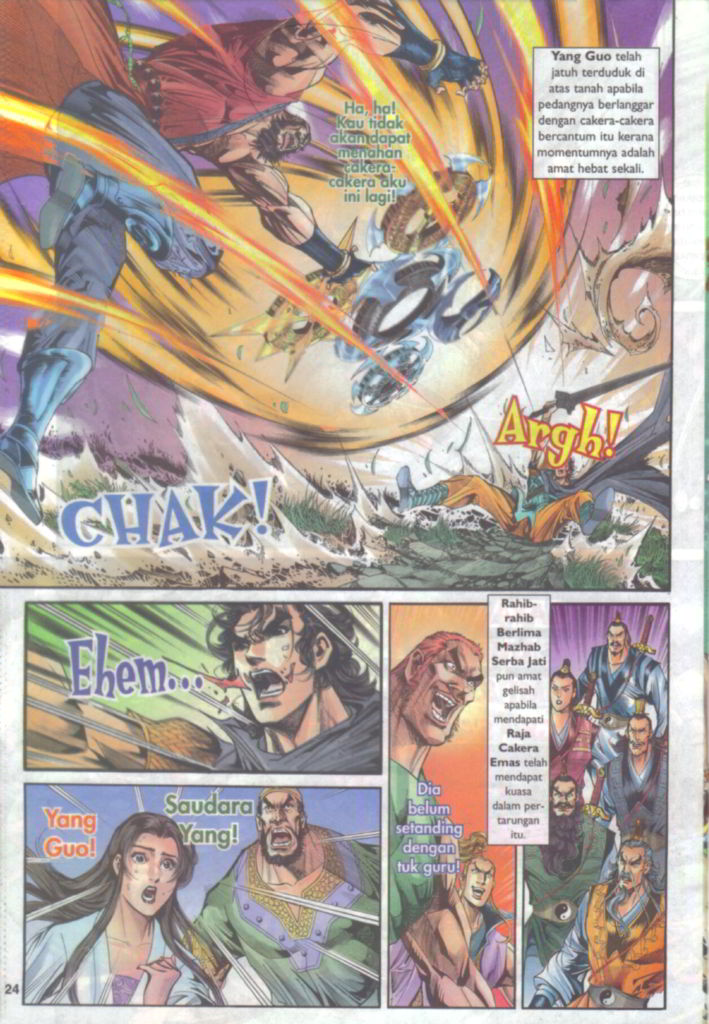 Yang Guo telah
jatuh terduduk di
atas tanah apabila
pedangnya berlanggar
dengan cakera-cakera
bercantum itu kerana
momentumnya adalah
amat hebat sekali.
Ha, ha!
Kau tidak
akan dapat
menahan
cakera-
cakera aku
ini lagi!
Argh!
CHAK!
Ehem...
Yang
Guo!
Saudara
Yang!
Rahib-
rahib
Berlima
Mazhab
Serba Jati
pun amat
gelisah
apabila
mendapati
Raja
Cakera
Emas telah
mendapat
kuasa
dalam per-
tarungan
itu.
Dia
belum
setanding
dengan
tuk guru!
24